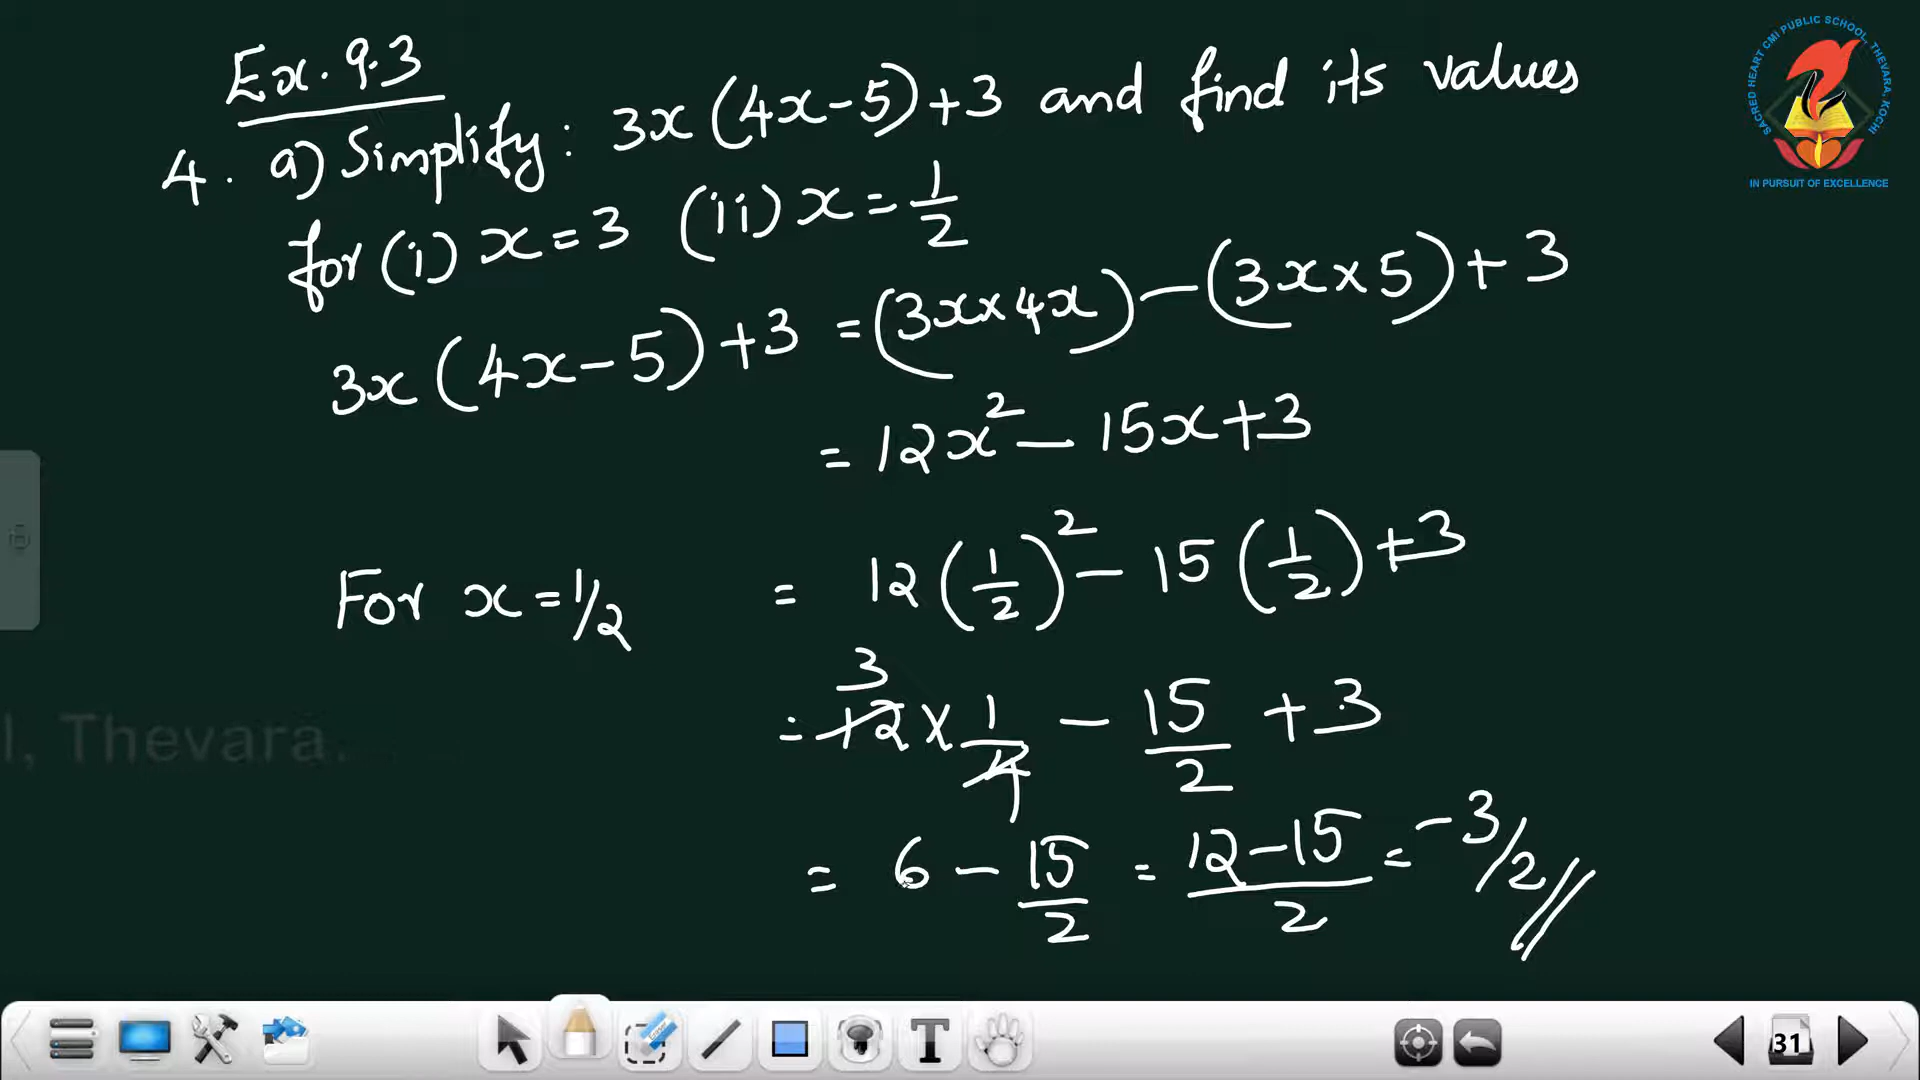 Ex. 9.3
4. a) Simplify: 3x(4x-5)+3 and find its values
for (i) x=3 (ii) x=1/2
3x(4x-5)+3 = (3x×4x)-(3x×5)+3
= 12x²-15x+3
For x=1/2 = 12(1/2)²-15(1/2)+3
3
= 12×1/4 - 15/2 + 3
= 6 - 15/2 = 12-15/2 = -3/2
SACRED HEART CMI PUBLIC SCHOOL, THEVARA, KOCHI
IN PURSUIT OF EXCELLENCE
l, Thevara.
T
31